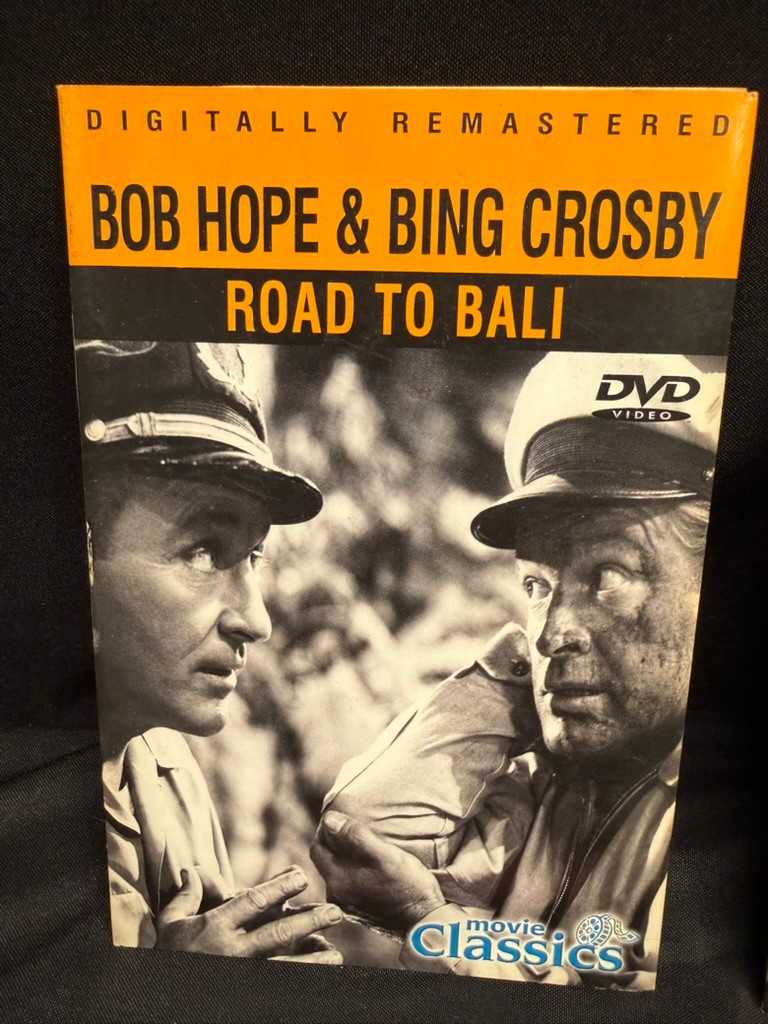 DIGITALLY REMASTERED
BOB HOPE & BING CROSBY
ROAD TO BALI
DVD
VIDEO
movie
Classics